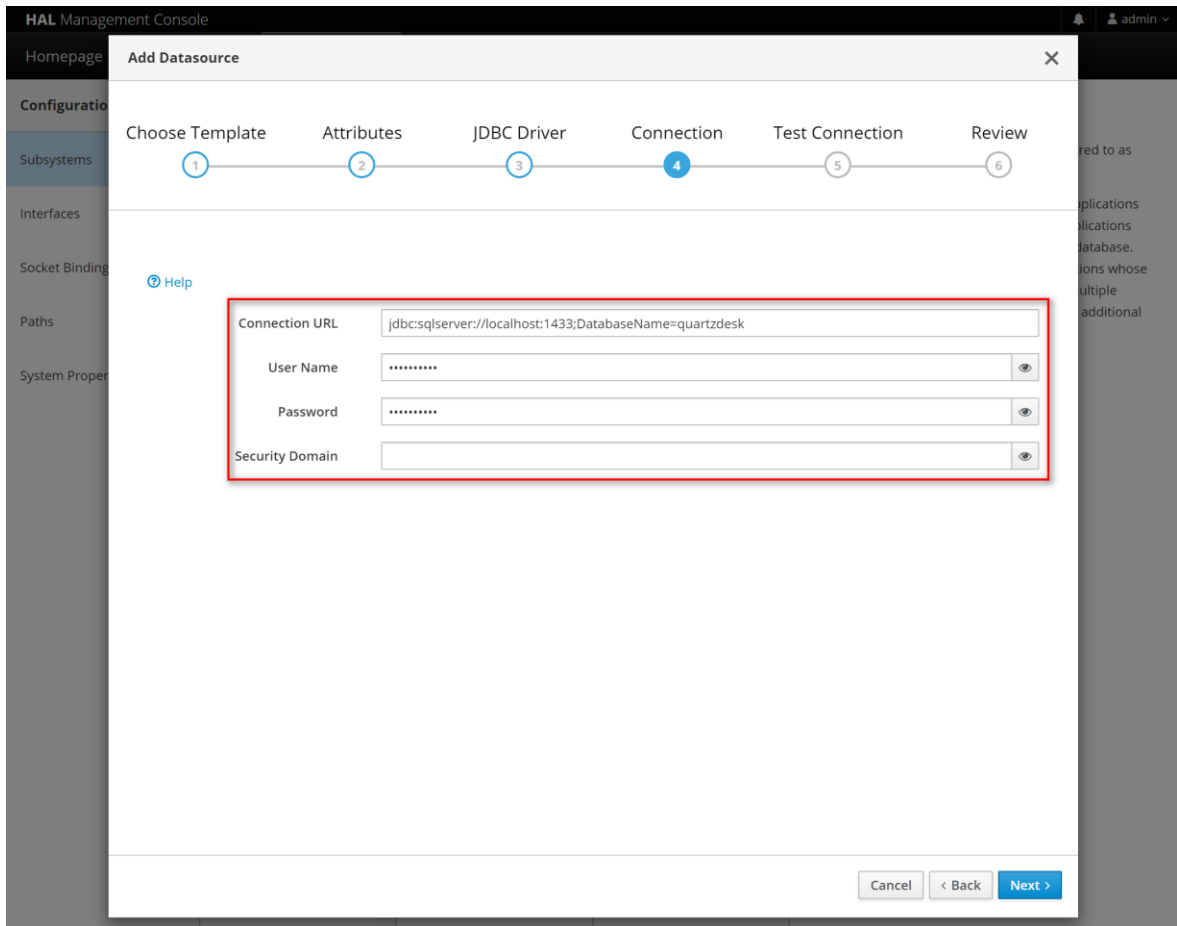 HAL Management Console
admin
Homepage
Add Datasource
Configuratio
Choose Template Attributes JDBC Driver Connection Test Connection Review
1 2 3 4 5 6
Subsystems
Interfaces
Socket Binding
Paths
System Proper
red to as
plications
plications
database.
ions whose
ultiple
additional
Help
Connection URL jdbc:sqlserver://localhost:1433;DatabaseName=quartzdesk
User Name ••••••••••
Password ••••••••••
Security Domain
Cancel < Back Next >